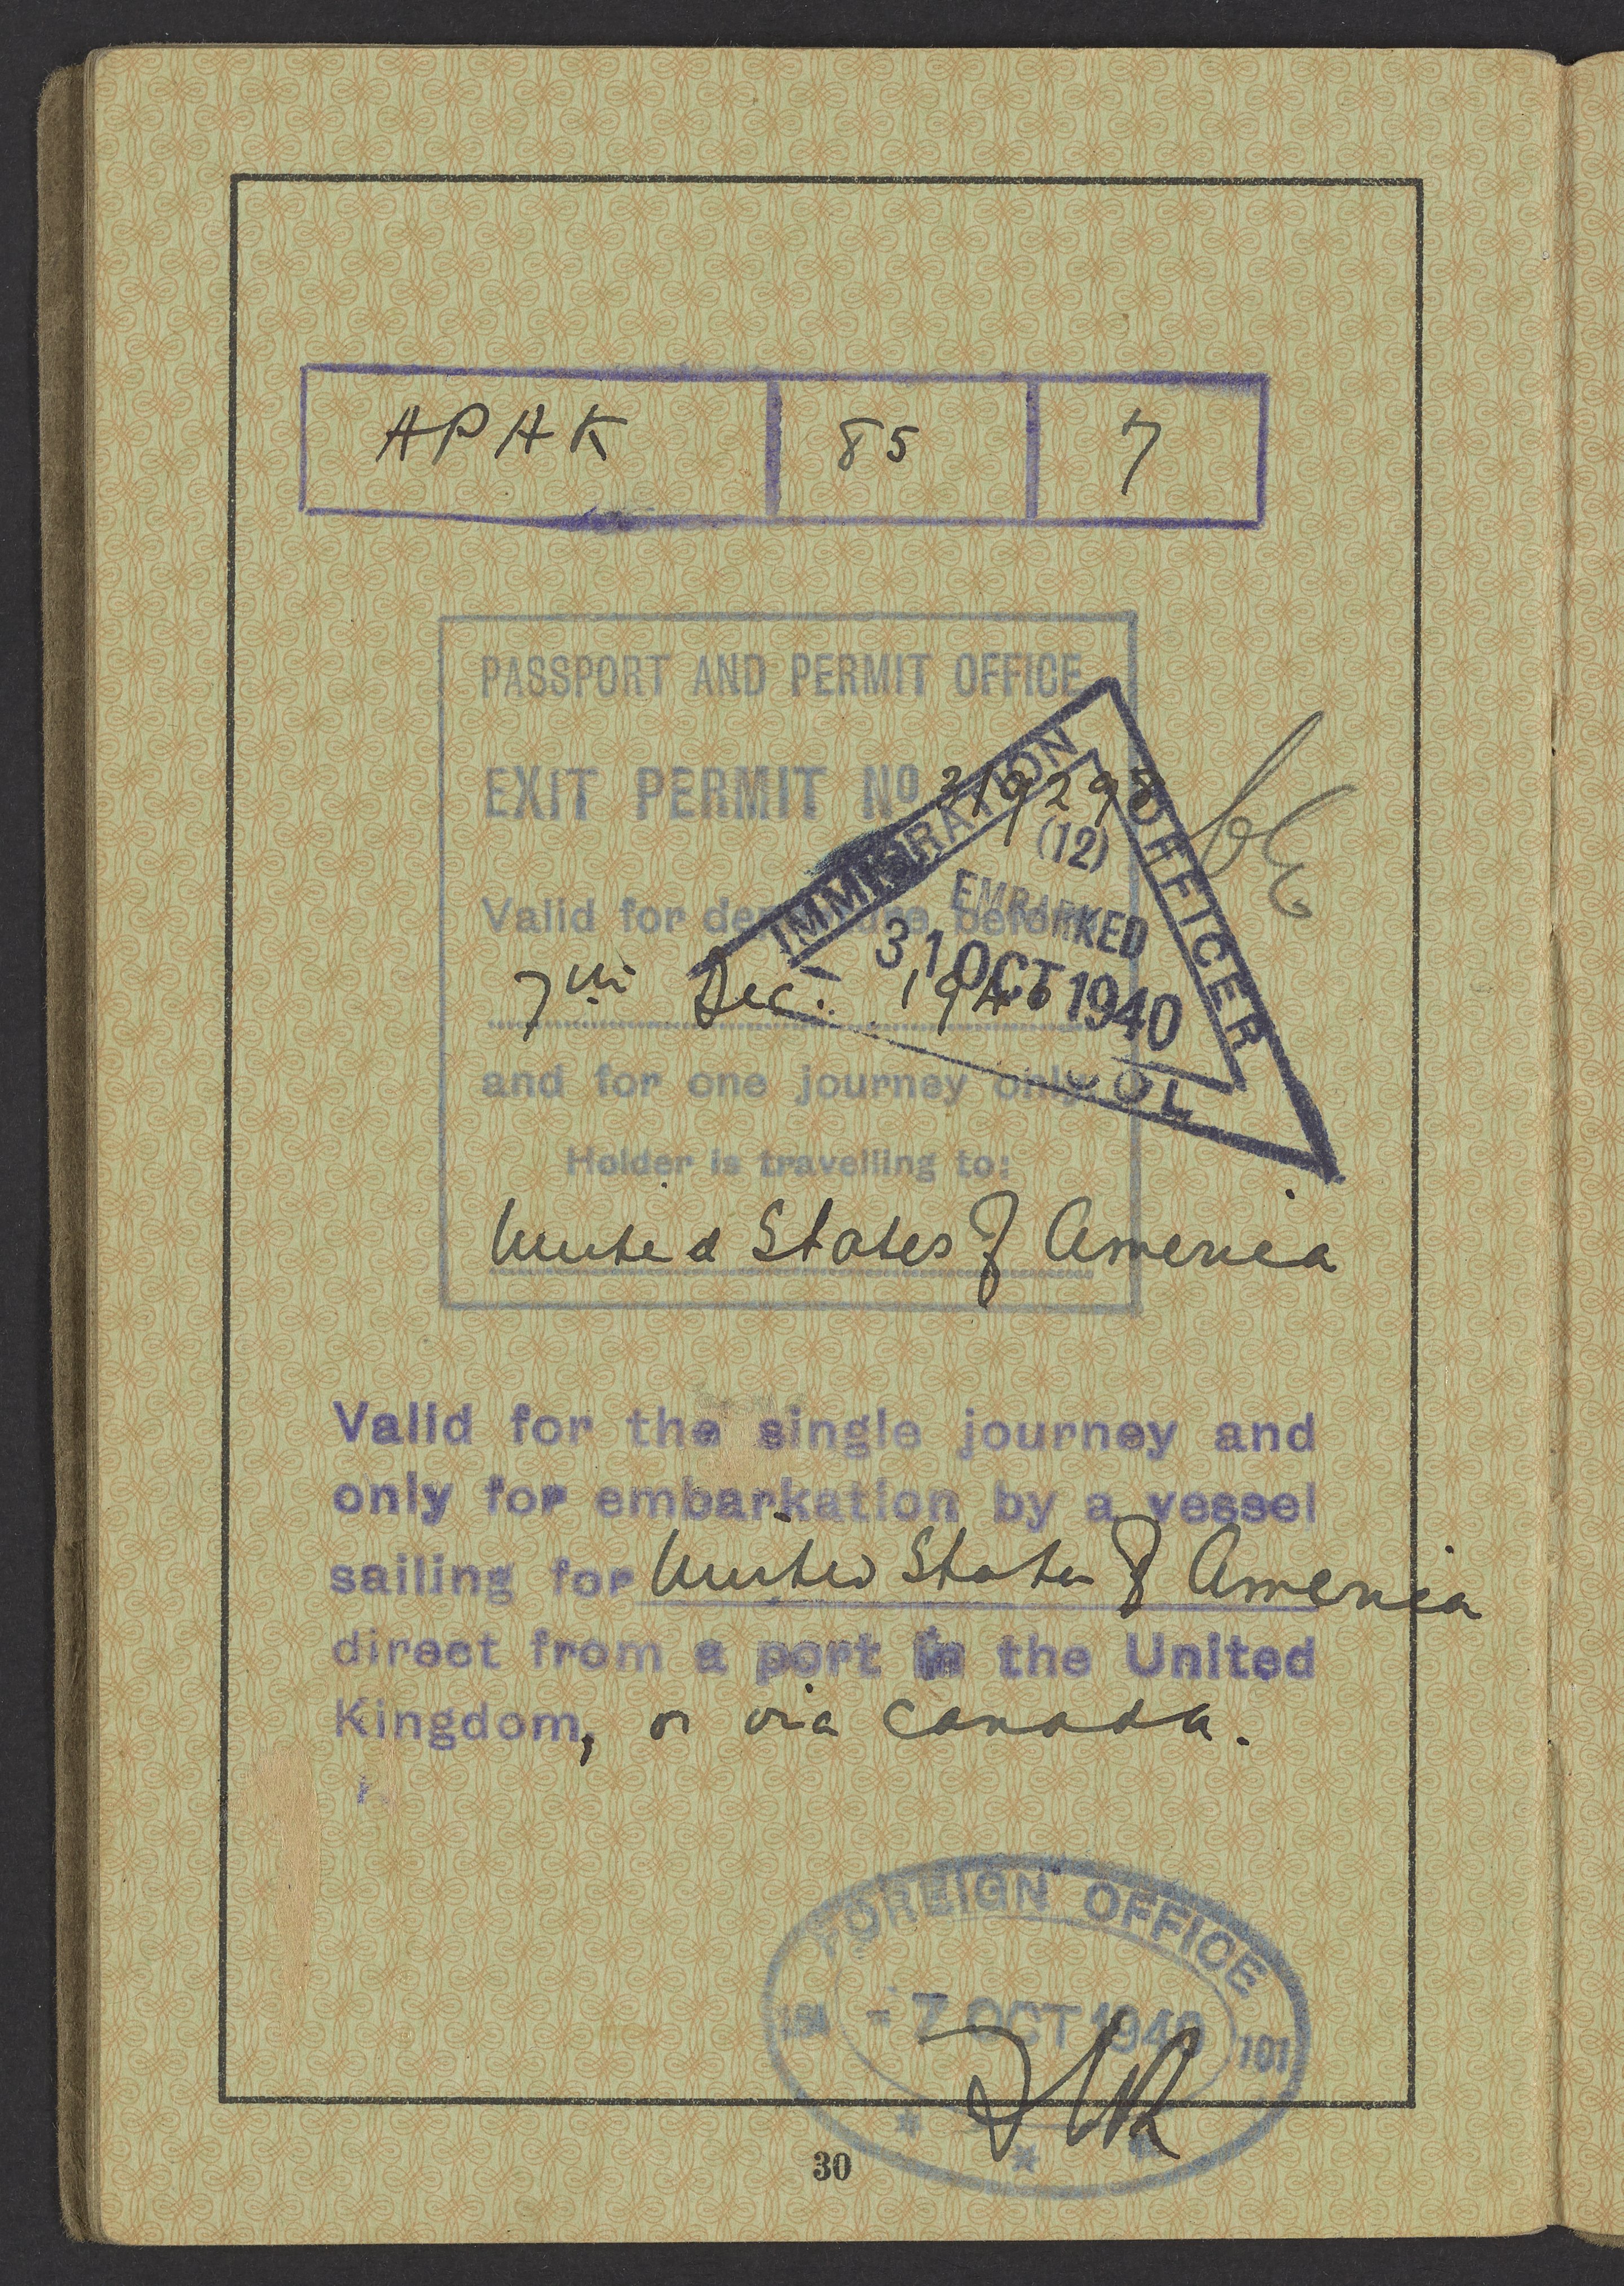 APAK 85 7
PASSPORT AND PERMIT OFFICE
EXIT PERMIT No
Valid for departure before
7th Dec. 1940
and for one journey only.
Holder is travelling to:
United States of America
IMMIGRATION OFFICER
(12)
EMBARKED
31 OCT 1940
Valid for the single journey and
only for embarkation by a vessel
sailing for United States of America
direct from a port in the United
Kingdom, or via Canada.
FOREIGN OFFICE
101 - 7 OCT 1940 101
30